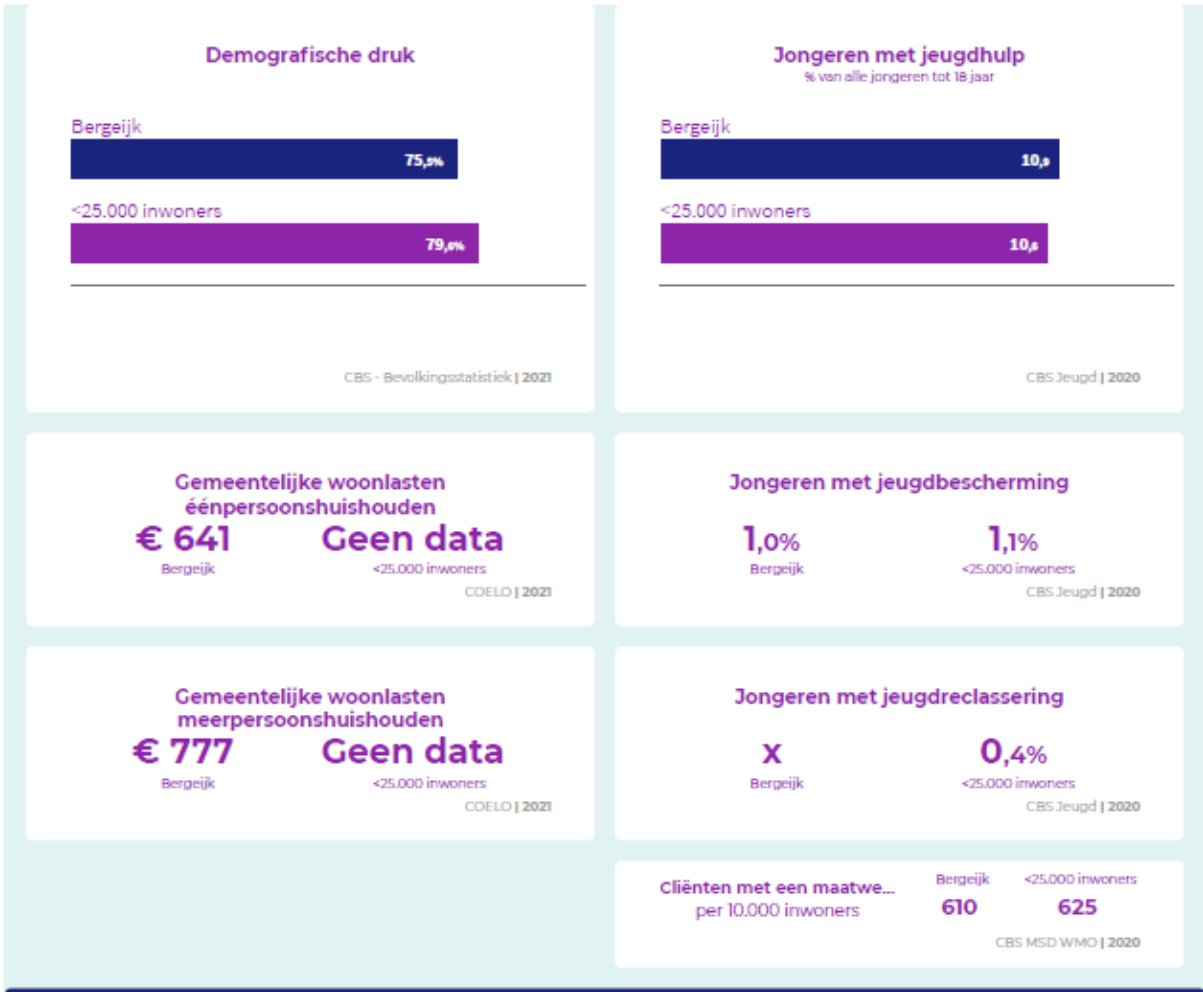 Demografische druk
Bergeijk
75,5%
<25.000 inwoners
79,6%
CBS - Bevolkingsstatistiek | 2021
Jongeren met jeugdhulp
% van alle jongeren tot 18 jaar
Bergeijk
10,9
<25.000 inwoners
10,6
CBS Jeugd | 2020
Gemeentelijke woonlasten
éénpersoonshuishouden
€ 641 Geen data
Bergeijk <25.000 inwoners
COELO | 2021
Jongeren met jeugdbescherming
1,0% 1,1%
Bergeijk <25.000 inwoners
CBS Jeugd | 2020
Gemeentelijke woonlasten
meerpersoonshuishouden
€ 777 Geen data
Bergeijk <25.000 inwoners
COELO | 2021
Jongeren met jeugdreclassering
x 0,4%
Bergeijk <25.000 inwoners
CBS Jeugd | 2020
Cliënten met een maatwe...
per 10.000 inwoners
Bergeijk <25.000 inwoners
610 625
CBS MSD WMO | 2020